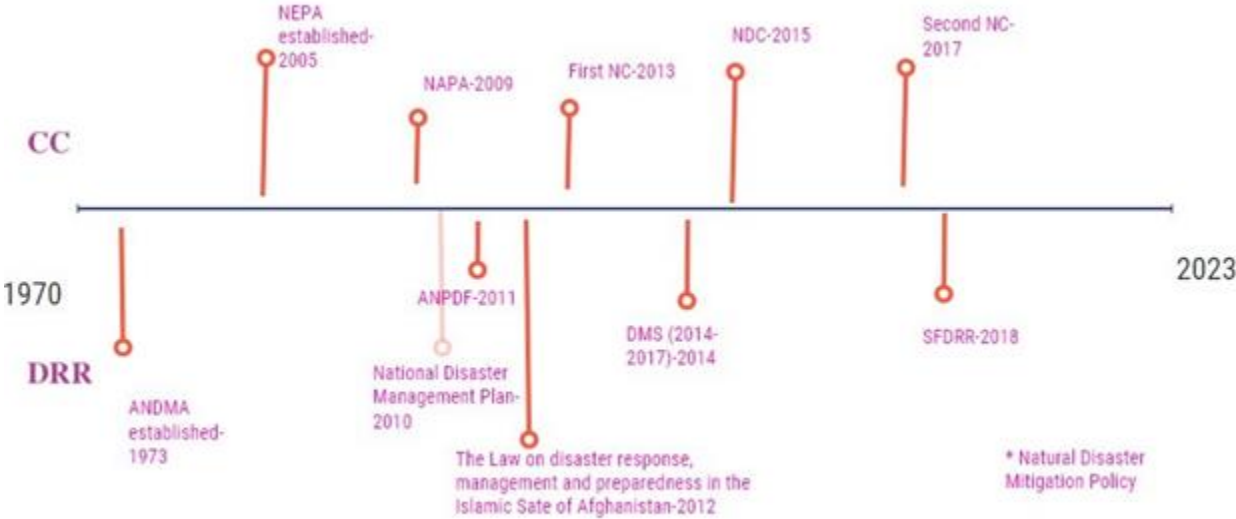 NEPA
established-
2005
NAPA-2009
First NC-2013
NDC-2015
Second NC-
2017
CC
1970
2023
DRR
ANDMA
established-
1973
ANPDF-2011
National Disaster
Management Plan-
2010
The Law on disaster response,
management and preparedness in the
Islamic Sate of Afghanistan-2012
DMS (2014-
2017)-2014
SFDRR-2018
* Natural Disaster
Mitigation Policy